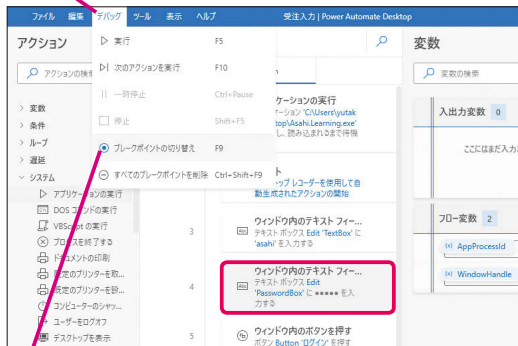 ファイル 編集 デバッグ ツール 表示 ヘルプ 受注入力 | Power Automate Desktop
アクション
アクションの検索
変数
条件
ループ
遅延
システム
アプリケーションの実行
DOS コマンドの実行
VBScript の実行
プロセスを終了する
ドキュメントの印刷
既定のプリンターを取...
既定のプリンターを設...
コンピューターのシャッ...
ユーザーをログオフ
デスクトップを表示
実行 F5
次のアクションを実行 F10
一時停止 Ctrl+Pause
停止 Shift+F5
ブレークポイントの切り替え F9
すべてのブレークポイントを削除 Ctrl+Shift+F9
ケーションの実行
ーション 'C:\Users\yutak
top\Asahi.Learning.exe'
し、読み込まれるまで待機
ト
トップ レコーダーを使用して自
動生成されたアクションの開始
3
ウィンドウ内のテキスト フィー...
テキスト ボックス Edit 'TextBox' に
'asahi' を入力する
4
ウィンドウ内のテキスト フィー...
テキスト ボックス Edit
'PasswordBox' に ●●●●● を入
力する
5
ウィンドウ内のボタンを押す
ボタン Button 'ログイン' を押す
変数
変数の検索
入出力変数 0
ここにはまだ入力
フロー変数 2
(x) AppProcessId
(x) WindowHandle